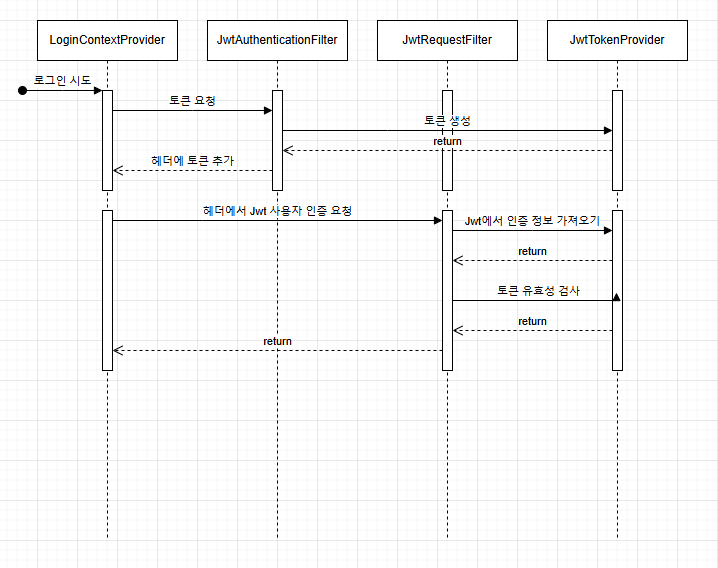 LoginContextProvider
JwtAuthenticationFilter
JwtRequestFilter
JwtTokenProvider
로그인 시도
토큰 요청
토큰 생성
return
헤더에 토큰 추가
헤더에서 Jwt 사용자 인증 요청
Jwt에서 인증 정보 가져오기
return
토큰 유효성 검사
return
return